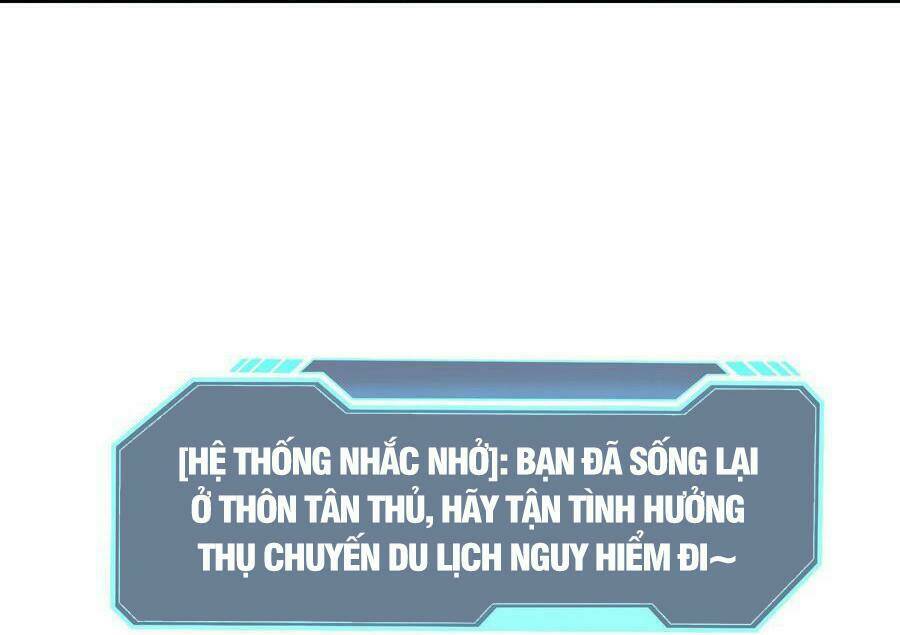 [HỆ THỐNG NHẮC NHỞ]: BẠN ĐÃ SỐNG LẠI
Ở THÔN TÂN THỦ, HÃY TẬN TÌNH HƯỞNG
THỤ CHUYẾN DU LỊCH NGUY HIỂM ĐI~